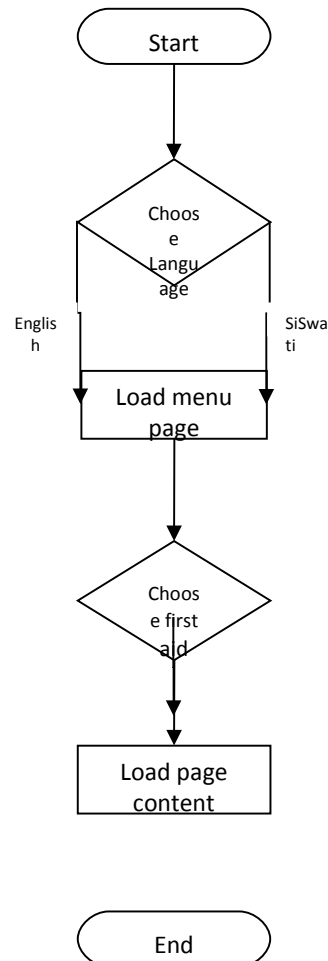 Start
Choos
e
Langu
age
Englis
h
SiSwa
ti
Load menu
page
Choos
e first
aid
Load page
content
End